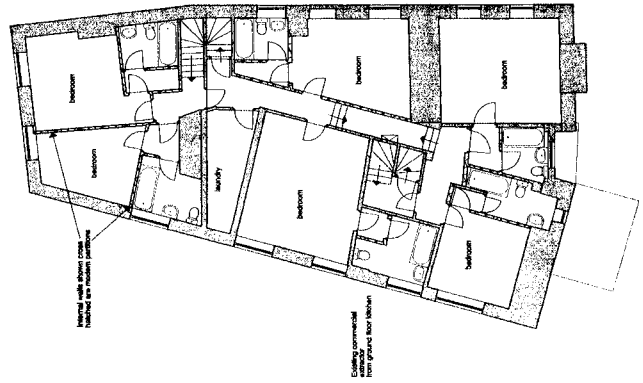 Internal walls shown cross
hatched are modern partitions
bedroom
bedroom
bedroom
bedroom
laundry
bedroom
bedroom
Existing commercial
extractor
from ground floor kitchen